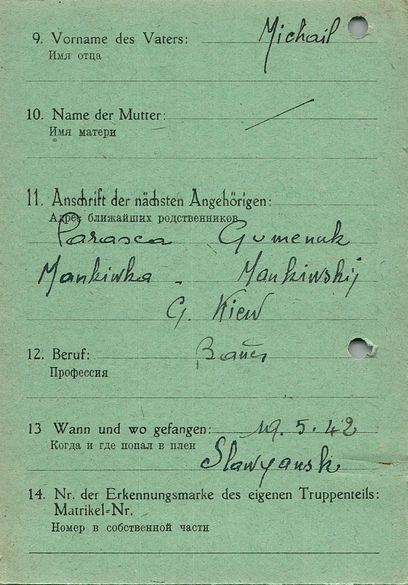 9. Vorname des Vaters: Michail
Имя отца
10. Name der Mutter: /
Имя матери
11. Anschrift der nächsten Angehörigen:
Адрес ближайших родственников
Parasca Gumenuk
Mankiwka - Mankiwskij
G. Kiew
12. Beruf: Bauer
Профессия
13 Wann und wo gefangen: 19.5.42
Когда и где попал в плен
Slawyansk
14. Nr. der Erkennungsmarke des eigenen Truppenteils:
Matrikel-Nr.
Номер в собственной части